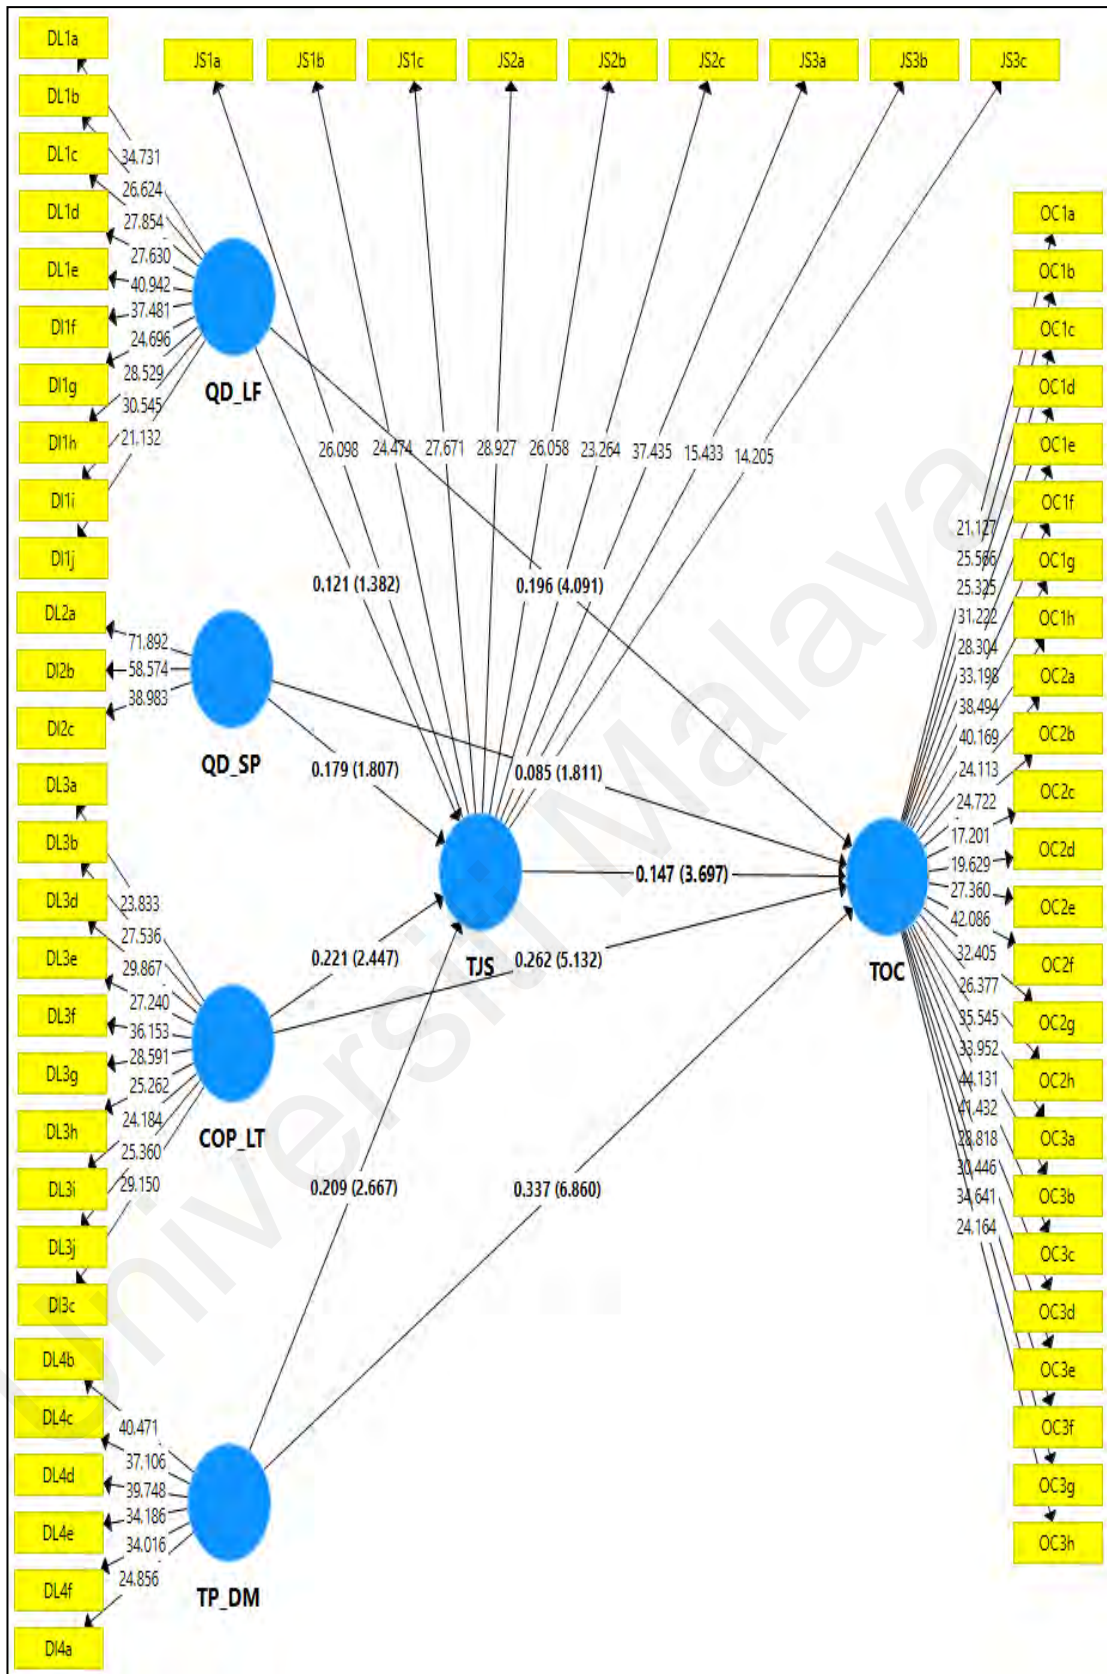 DL1a
DL1b
DL1c
DL1d
DL1e
DI1f
DI1g
DI1h
DI1i
DI1j
34.731
26.624
27.854
27.630
40.942
37.481
24.696
28.529
30.545
21.132
QD_LF
JS1a JS1b JS1c JS2a JS2b JS2c JS3a JS3b JS3c
26.098 24.474 27.671 28.927 26.058 23.264 37.435 15.433 14.205
DL2a
DI2b
DI2c
71.892
58.574
38.983
QD_SP
DL3a
DL3b
DL3d
DL3e
DL3f
DL3g
DL3h
DL3i
DL3j
DI3c
23.833
27.536
29.867
27.240
36.153
28.591
25.262
24.184
25.360
29.150
COP_LT
DL4b
DL4c
DL4d
DL4e
DL4f
DI4a
40.471
37.106
39.748
34.186
34.016
24.856
TP_DM
0.121 (1.382)
0.196 (4.091)
0.179 (1.807)
0.085 (1.811)
0.147 (3.697)
0.221 (2.447)
0.262 (5.132)
0.209 (2.667)
0.337 (6.860)
TJS
TOC
21.127
25.566
25.325
31.222
28.304
33.198
38.494
40.169
24.113
24.722
17.201
19.629
27.360
42.086
32.405
26.377
35.545
33.952
44.131
41.432
28.818
30.446
34.641
24.164
OC1a
OC1b
OC1c
OC1d
OC1e
OC1f
OC1g
OC1h
OC2a
OC2b
OC2c
OC2d
OC2e
OC2f
OC2g
OC2h
OC3a
OC3b
OC3c
OC3d
OC3e
OC3f
OC3g
OC3h
Universiti Malaya